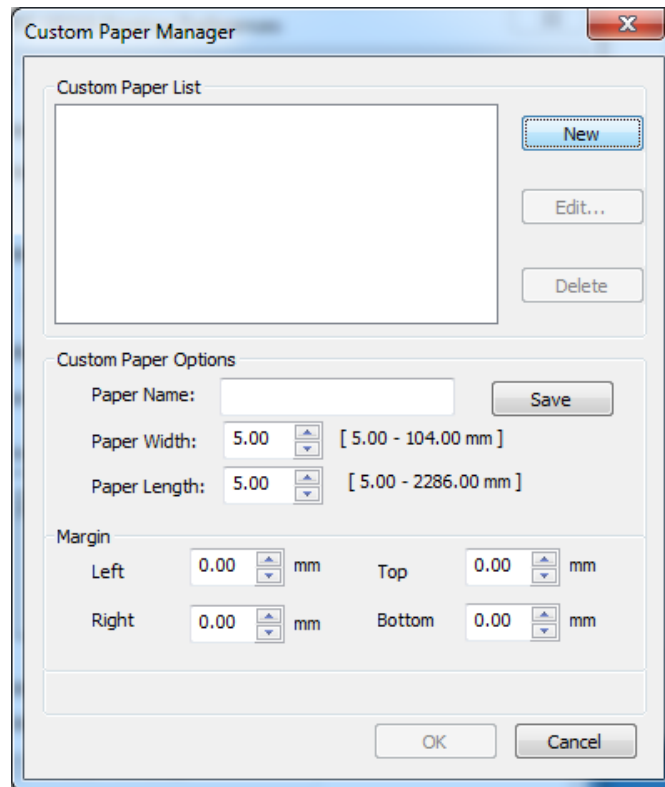 Custom Paper Manager
Custom Paper List
New
Edit...
Delete
Custom Paper Options
Paper Name:
Save
Paper Width: 5.00 [ 5.00 - 104.00 mm ]
Paper Length: 5.00 [ 5.00 - 2286.00 mm ]
Margin
Left 0.00 mm Top 0.00 mm
Right 0.00 mm Bottom 0.00 mm
OK Cancel